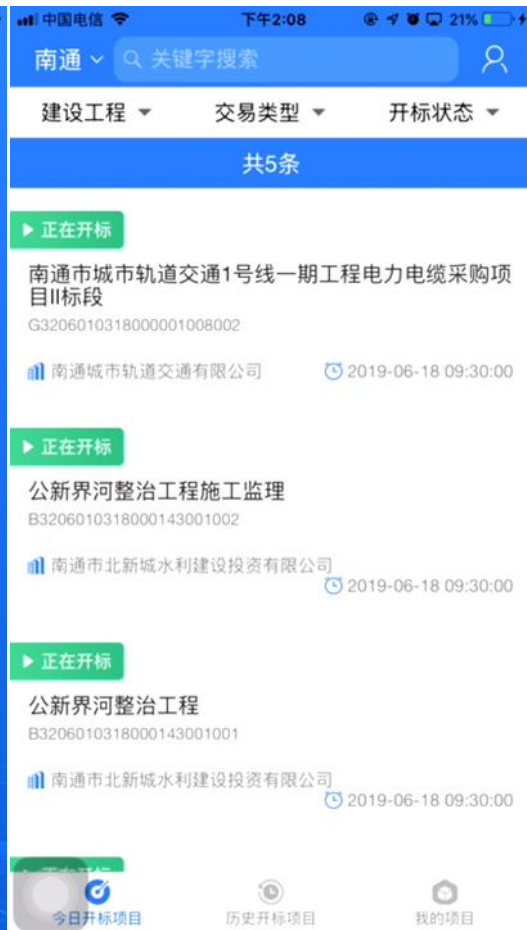 中国电信 下午2:08 21%
南通 关键字搜索
建设工程 交易类型 开标状态
共5条
正在开标
南通市城市轨道交通1号线一期工程电力电缆采购项
目II标段
G3206010318000001008002
南通城市轨道交通有限公司 2019-06-18 09:30:00
正在开标
公新界河整治工程施工监理
B3206010318000143001002
南通市北新城水利建设投资有限公司
2019-06-18 09:30:00
正在开标
公新界河整治工程
B3206010318000143001001
南通市北新城水利建设投资有限公司
2019-06-18 09:30:00
今日开标项目 历史开标项目 我的项目